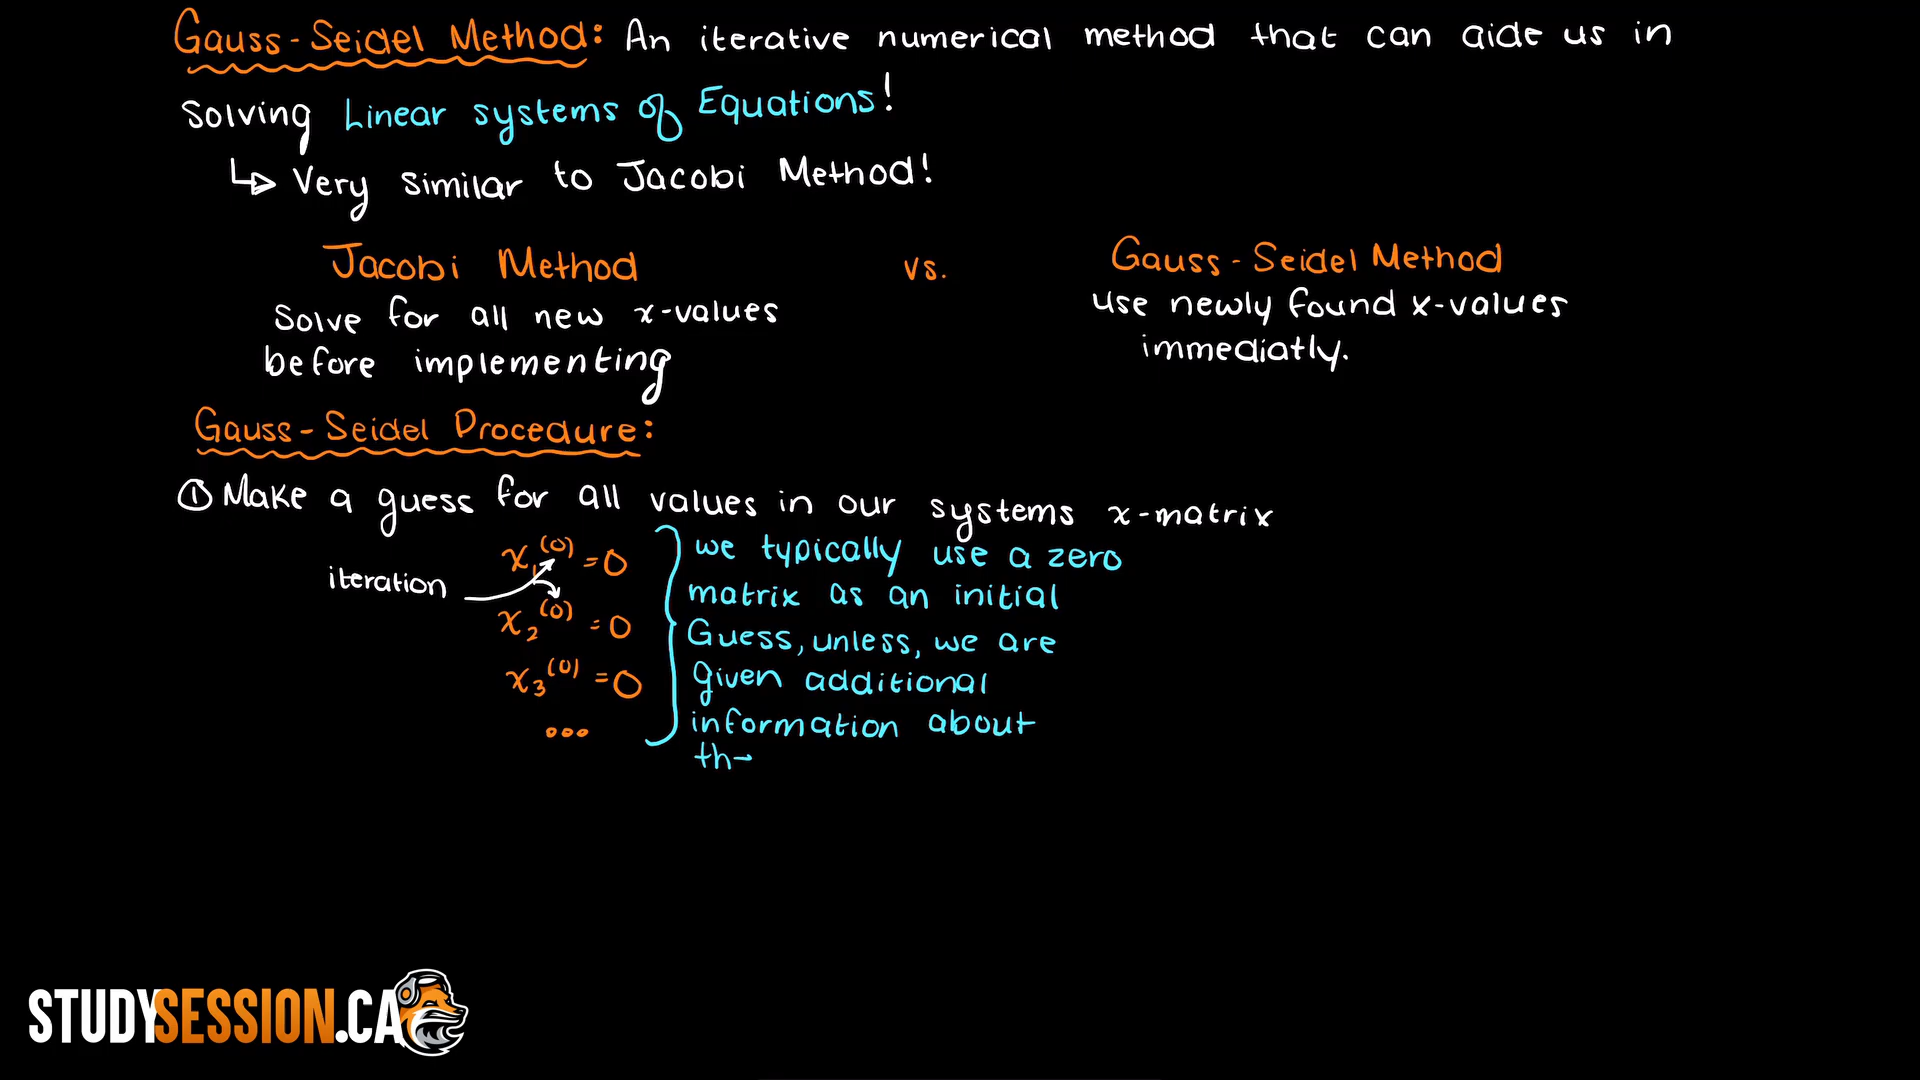 Gauss-Seidel Method: An iterative numerical method that can aide us in
Solving Linear systems of Equations!
↳ Very similar to Jacobi Method!
Jacobi Method vs. Gauss-Seidel Method
Solve for all new x-values
before implementing
use newly found x-values
immediatly.
Gauss-Seidel Procedure:
① Make a guess for all values in our systems x-matrix
iteration
x₁⁽⁰⁾ = 0
x₂⁽⁰⁾ = 0
x₃⁽⁰⁾ = 0
...
we typically use a zero
matrix as an initial
Guess, unless, we are
given additional
information about
th
STUDYSESSION.CA